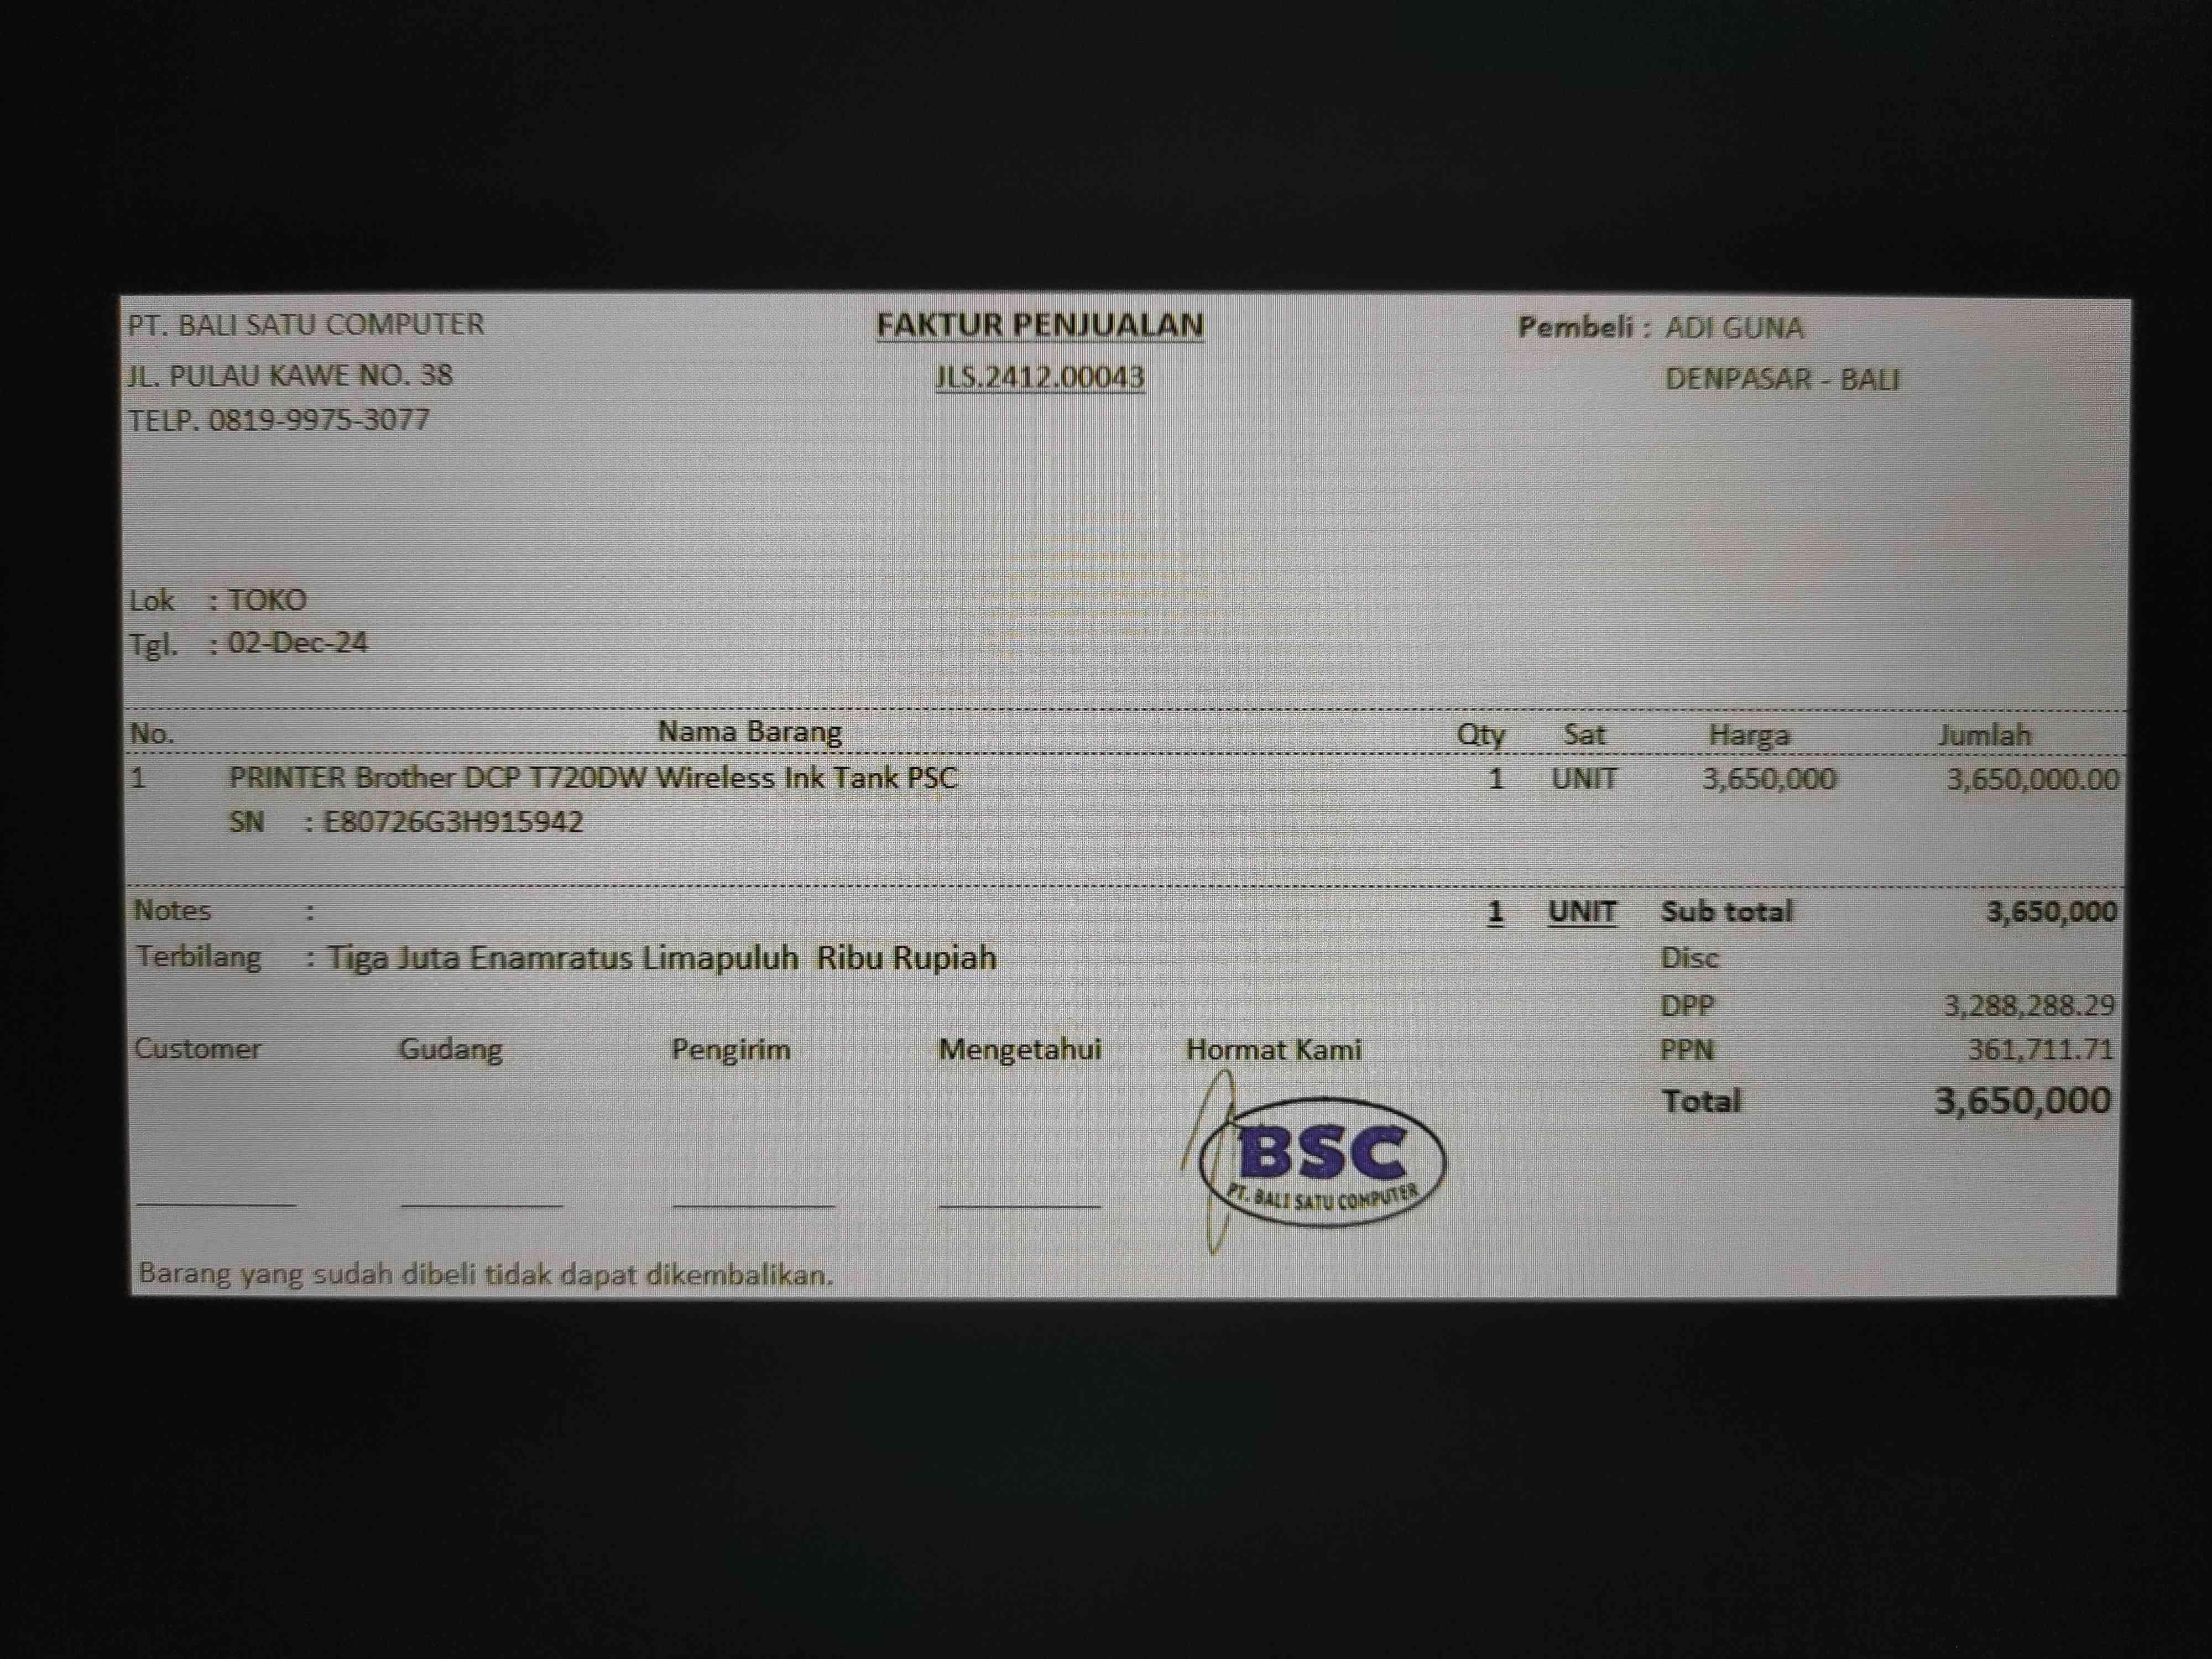 PT. BALI SATU COMPUTER
JL. PULAU KAWE NO. 38
TELP. 0819-9975-3077
FAKTUR PENJUALAN
JLS.2412.00043
Pembeli : ADI GUNA
DENPASAR - BALI
Lok : TOKO
Tgl. : 02-Dec-24
No. Nama Barang Qty Sat Harga Jumlah
1 PRINTER Brother DCP T720DW Wireless Ink Tank PSC 1 UNIT 3,650,000 3,650,000.00
SN : E80726G3H915942
Notes : 1 UNIT Sub total 3,650,000
Terbilang : Tiga Juta Enamratus Limapuluh Ribu Rupiah
Disc
DPP 3,288,288.29
PPN 361,711.71
Total 3,650,000
Customer Gudang Pengirim Mengetahui Hormat Kami
BSC
PT. BALI SATU COMPUTER
Barang yang sudah dibeli tidak dapat dikembalikan.